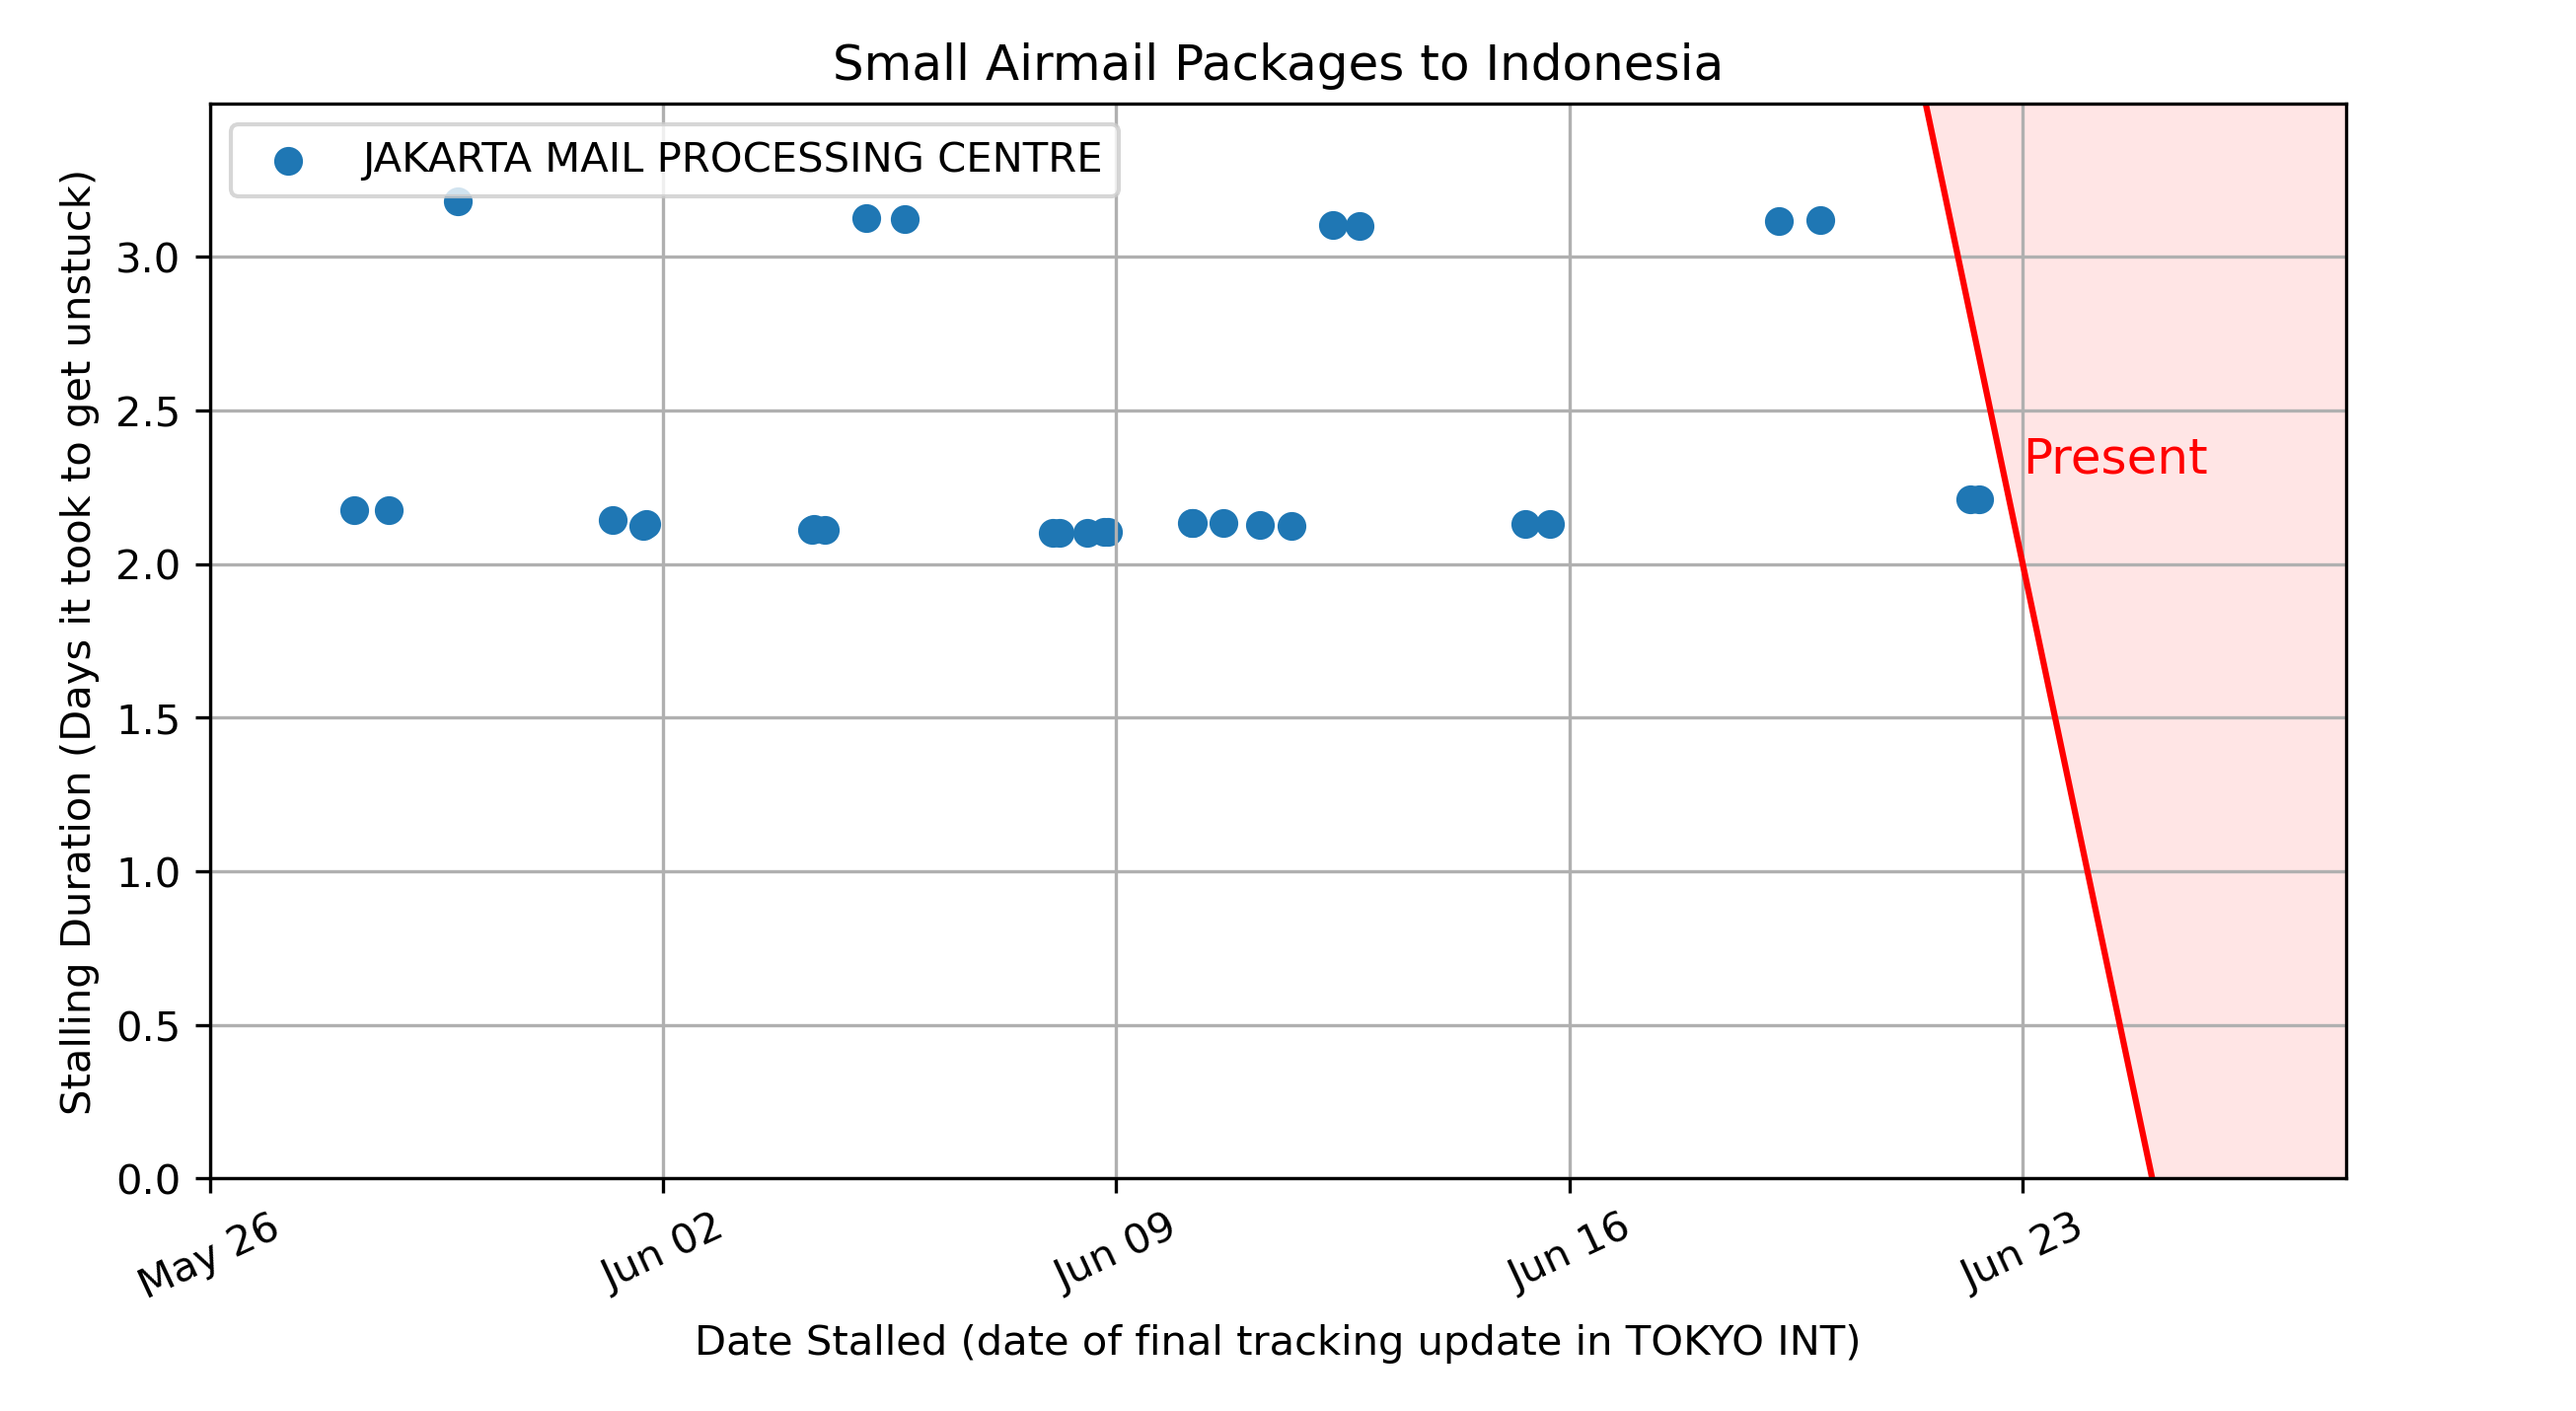 Small Airmail Packages to Indonesia
JAKARTA MAIL PROCESSING CENTRE
Stalling Duration (Days it took to get unstuck)
3.0
2.5
2.0
1.5
1.0
0.5
0.0
Present
May 26
Jun 02
Jun 09
Jun 16
Jun 23
Date Stalled (date of final tracking update in TOKYO INT)